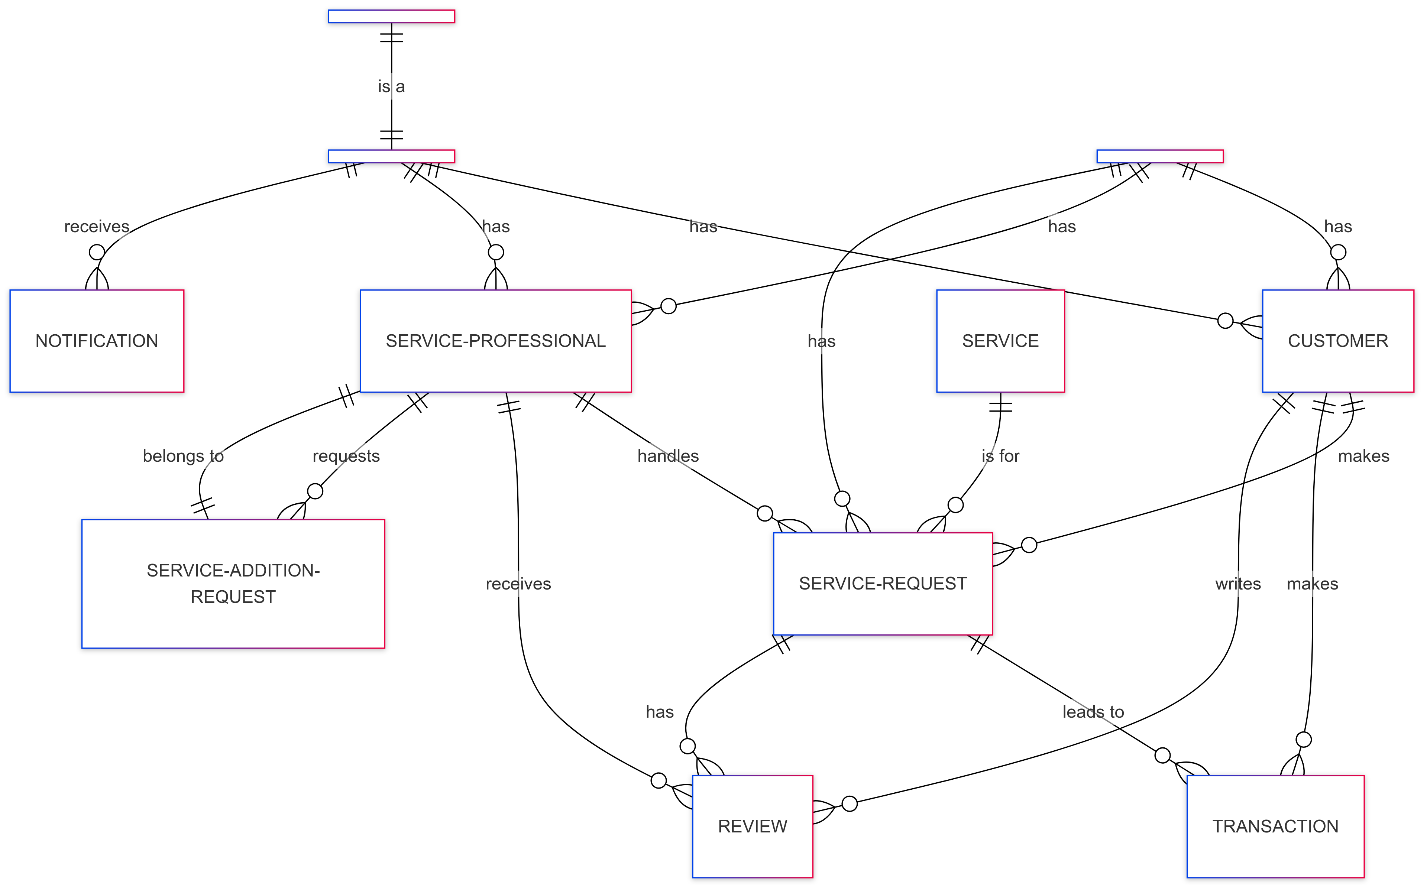 is a
receives
has
has
has
has
NOTIFICATION
SERVICE-PROFESSIONAL
has
SERVICE
CUSTOMER
belongs to
requests
handles
is for
makes
SERVICE-ADDITION-
REQUEST
receives
SERVICE-REQUEST
writes
makes
has
leads to
REVIEW
TRANSACTION